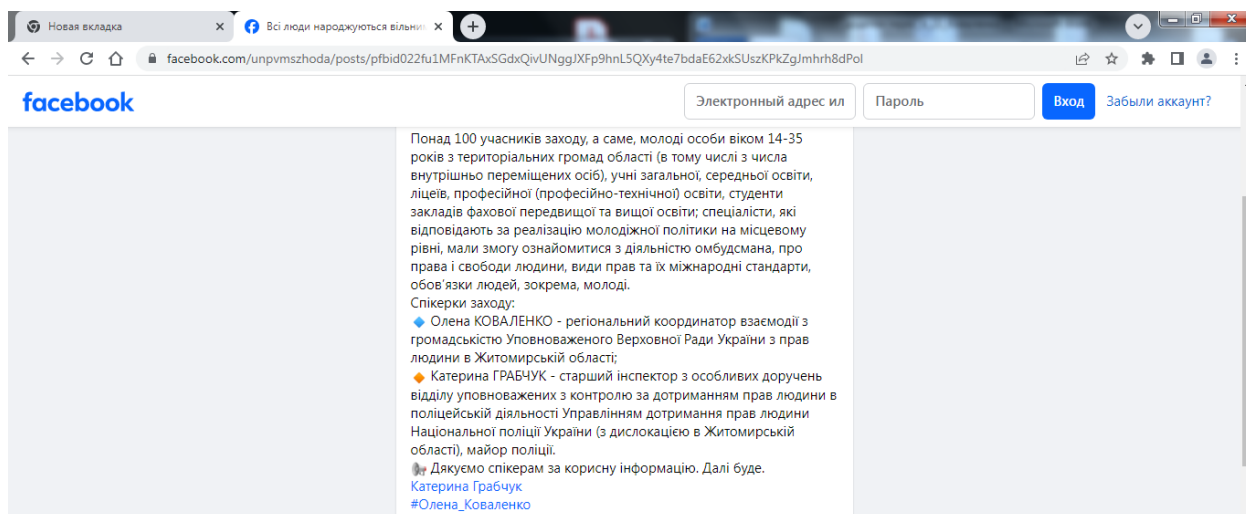 Новая вкладка
Всі люди народжуються вільни
facebook.com/unpvmszhoda/posts/pfbid022fu1MFnKTAxSGdxQivUNggJXFp9hnL5QXy4te7bdaE62xkSUszKPkZgJmhrh8dPol
facebook
Электронный адрес ил
Пароль
Вход
Забыли аккаунт?
Понад 100 учасників заходу, а саме, молоді особи віком 14-35
років з територіальних громад області (в тому числі з числа
внутрішньо переміщених осіб), учні загальної, середньої освіти,
ліцеїв, професійної (професійно-технічної) освіти, студенти
закладів фахової передвищої та вищої освіти; спеціалісти, які
відповідають за реалізацію молодіжної політики на місцевому
рівні, мали змогу ознайомитися з діяльністю омбудсмана, про
права і свободи людини, види прав та їх міжнародні стандарти,
обов'язки людей, зокрема, молоді.
Спікерки заходу:
🔹 Олена КОВАЛЕНКО - регіональний координатор взаємодії з
громадськістю Уповноваженого Верховної Ради України з прав
людини в Житомирській області;
🔸 Катерина ГРАБЧУК - старший інспектор з особливих доручень
відділу уповноважених з контролю за дотриманням прав людини в
поліцейській діяльності Управлінням дотримання прав людини
Національної поліції України (з дислокацією в Житомирській
області), майор поліції.
Дякуємо спікерам за корисну інформацію. Далі буде.
Катерина Грабчук
#Олена_Коваленко